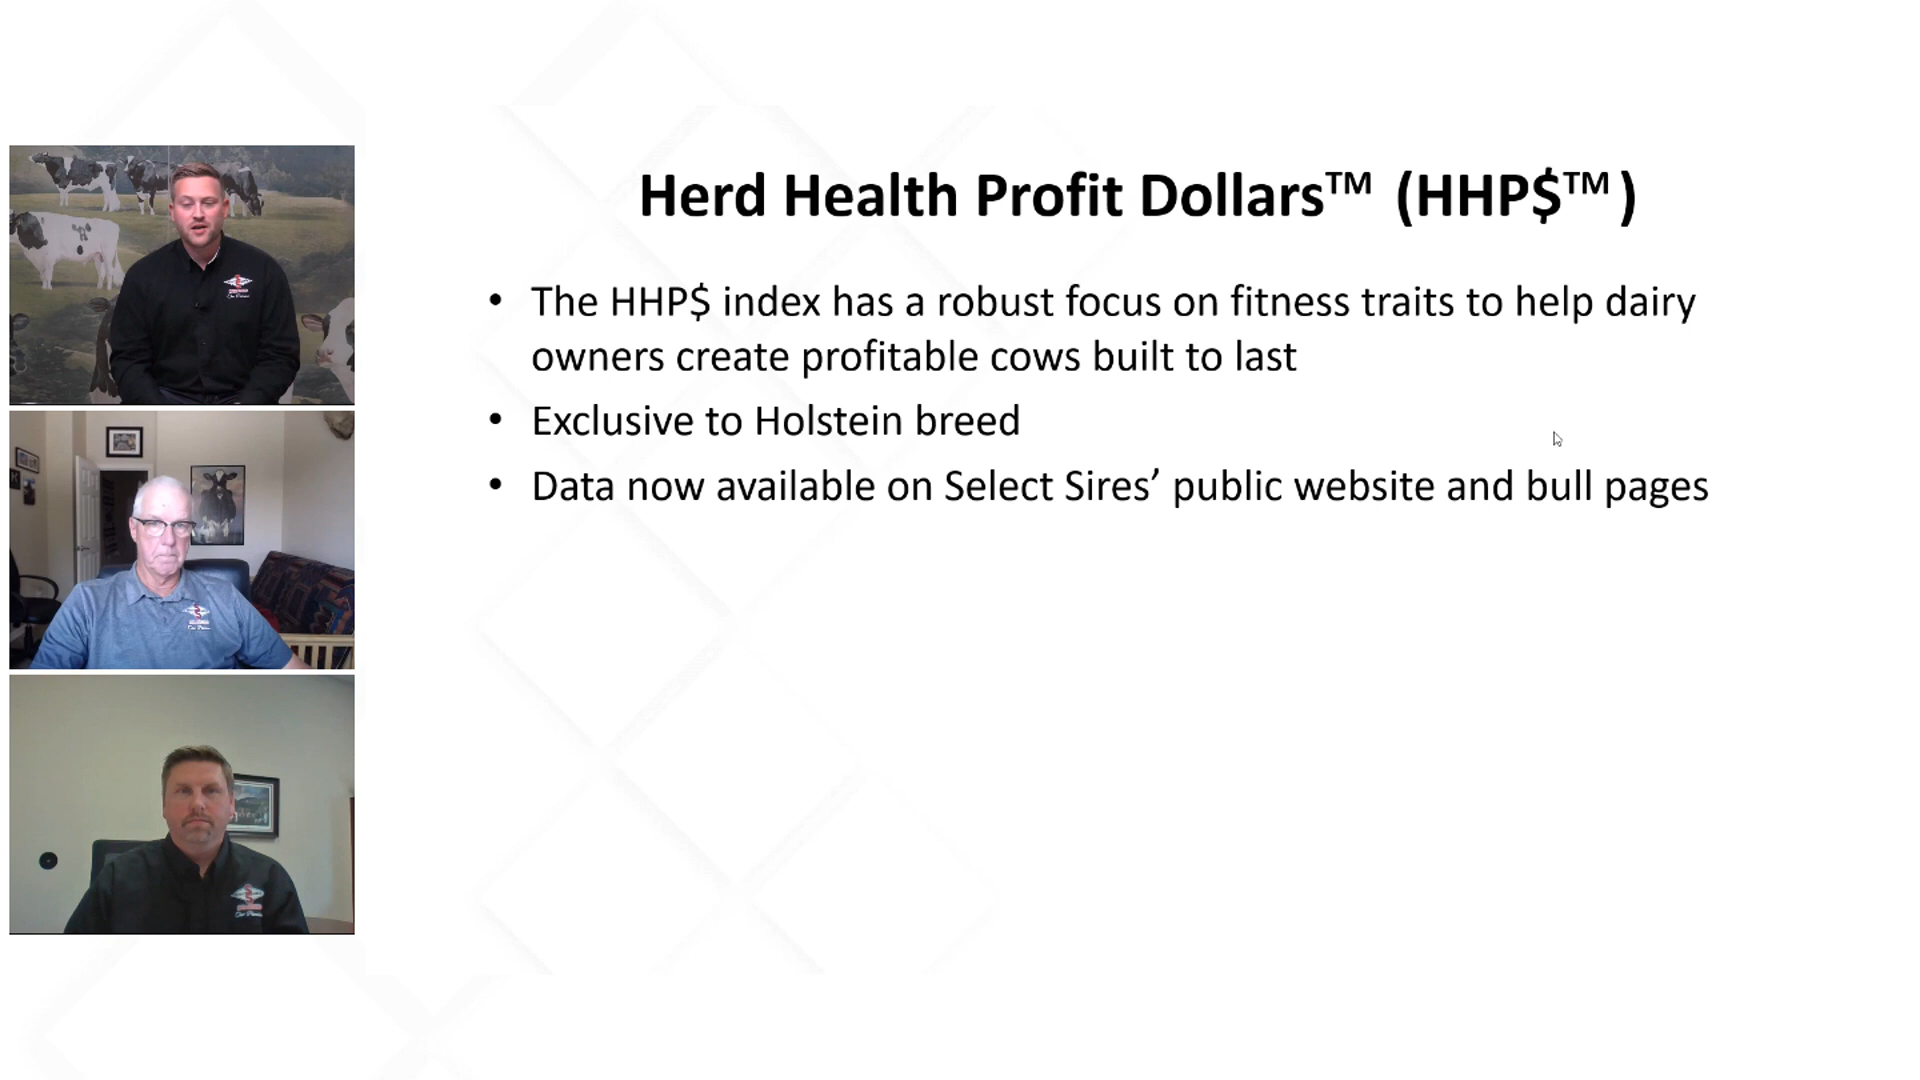 Herd Health Profit Dollars™ (HHP$™)
• The HHP$ index has a robust focus on fitness traits to help dairy
owners create profitable cows built to last
• Exclusive to Holstein breed
• Data now available on Select Sires’ public website and bull pages